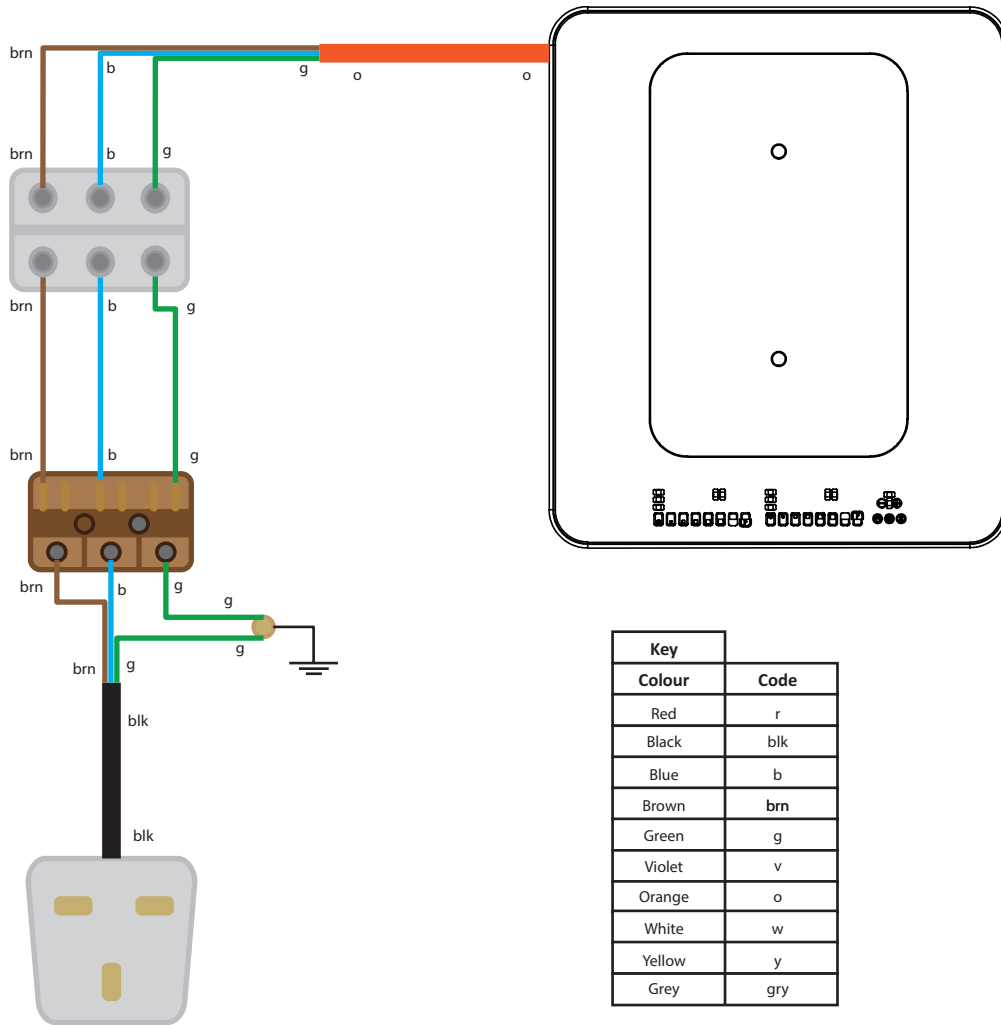 brn
b
g
o
o
brn
b
g
brn
b
g
brn
b
g
brn
b
g
g
g
brn
g
blk
blk
Key
Colour Code
Red r
Black blk
Blue b
Brown brn
Green g
Violet v
Orange o
White w
Yellow y
Grey gry